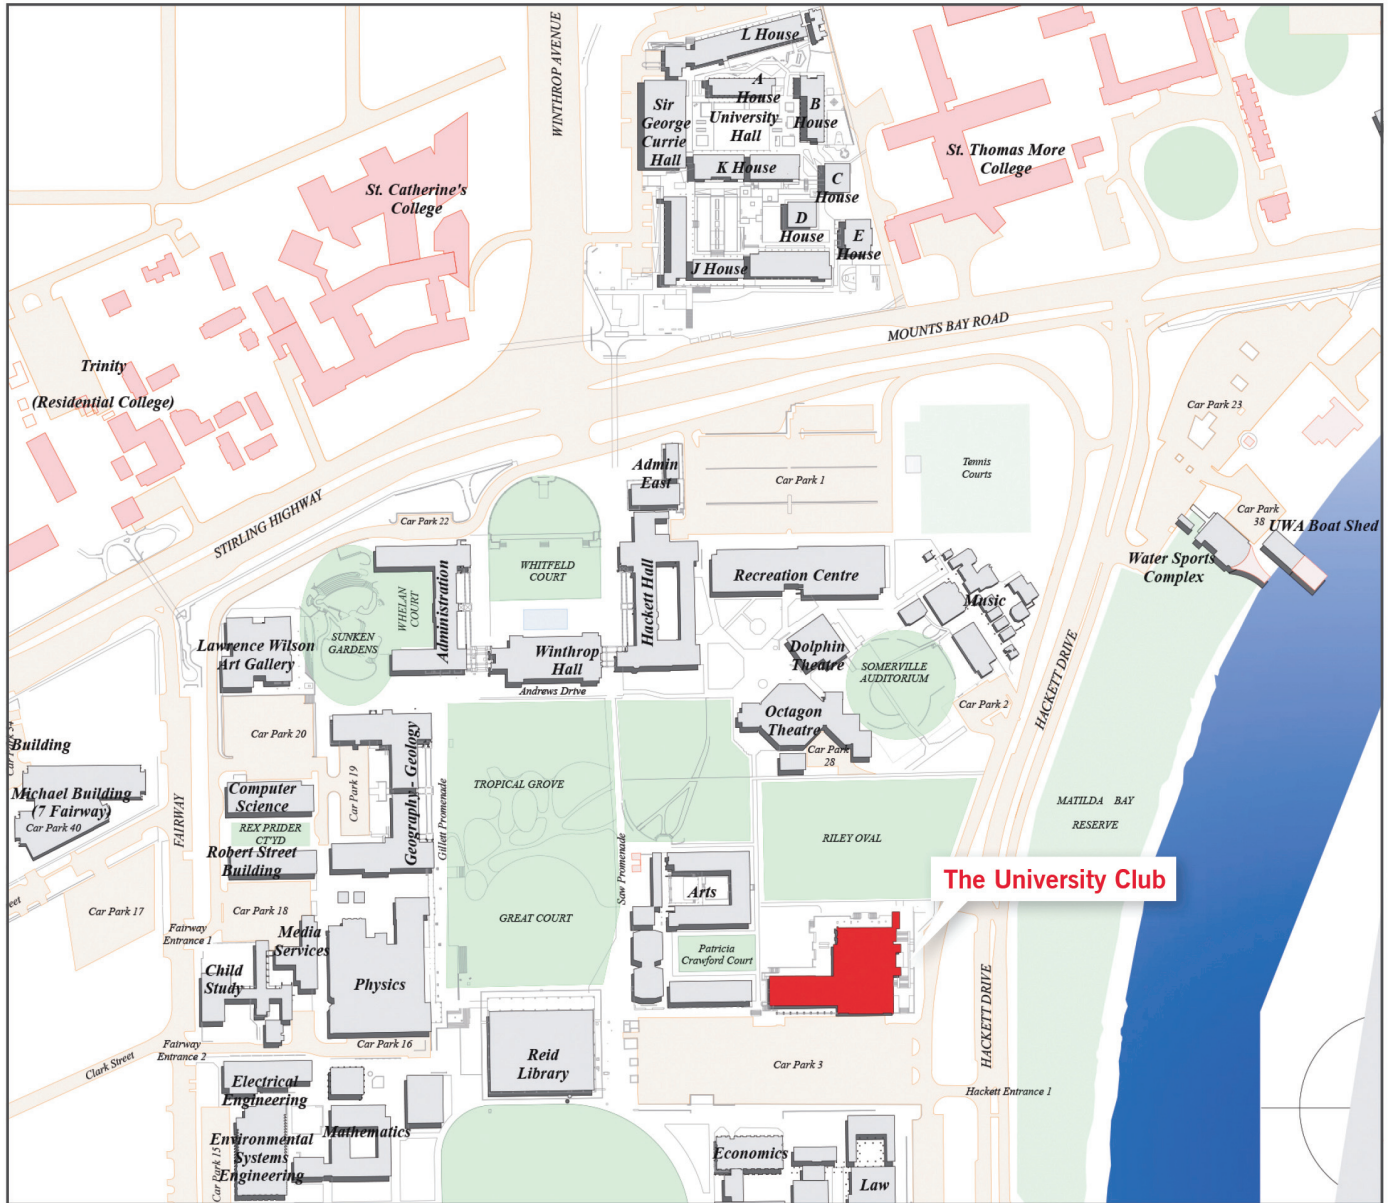 L House
WINTHROP AVENUE
A
House
B
House
Sir
George
Currie
Hall
University
Hall
St. Thomas More
College
K House
St. Catherine's
College
C
House
D
House
E
House
J House
MOUNTS BAY ROAD
Trinity
(Residential College)
Car Park 23
Admin
East
Car Park 1
Tennis
Courts
STIRLING HIGHWAY
Car Park 22
Car Park
38
UWA Boat Shed
Water Sports
Complex
WHITFELD
COURT
Recreation Centre
Music
WHELAN
COURT
Administration
Hackett Hall
SUNKEN
GARDENS
Lawrence Wilson
Art Gallery
Winthrop
Hall
Dolphin
Theatre
SOMERVILLE
AUDITORIUM
HACKETT DRIVE
Andrews Drive
Car Park 2
Octagon
Theatre
Car Park
28
Car Park 20
Building
Michael Building
(7 Fairway)
Car Park 40
Computer
Science
Car Park 19
Geography - Geology
Gillett Promenade
TROPICAL GROVE
MATILDA BAY
RESERVE
FAIRWAY
REX PRIDER
CT'YD
RILEY OVAL
Robert Street
Building
Saw Promenade
The University Club
Arts
Car Park 17
Car Park 18
GREAT COURT
Fairway
Entrance 1
Media
Services
Patricia
Crawford Court
Child
Study
Physics
HACKETT DRIVE
Fairway
Entrance 2
Car Park 16
Clark Street
Reid
Library
Car Park 3
Hackett Entrance 1
Electrical
Engineering
Mathematics
Environmental
Systems
Engineering
Car Park 15
Economics
Law